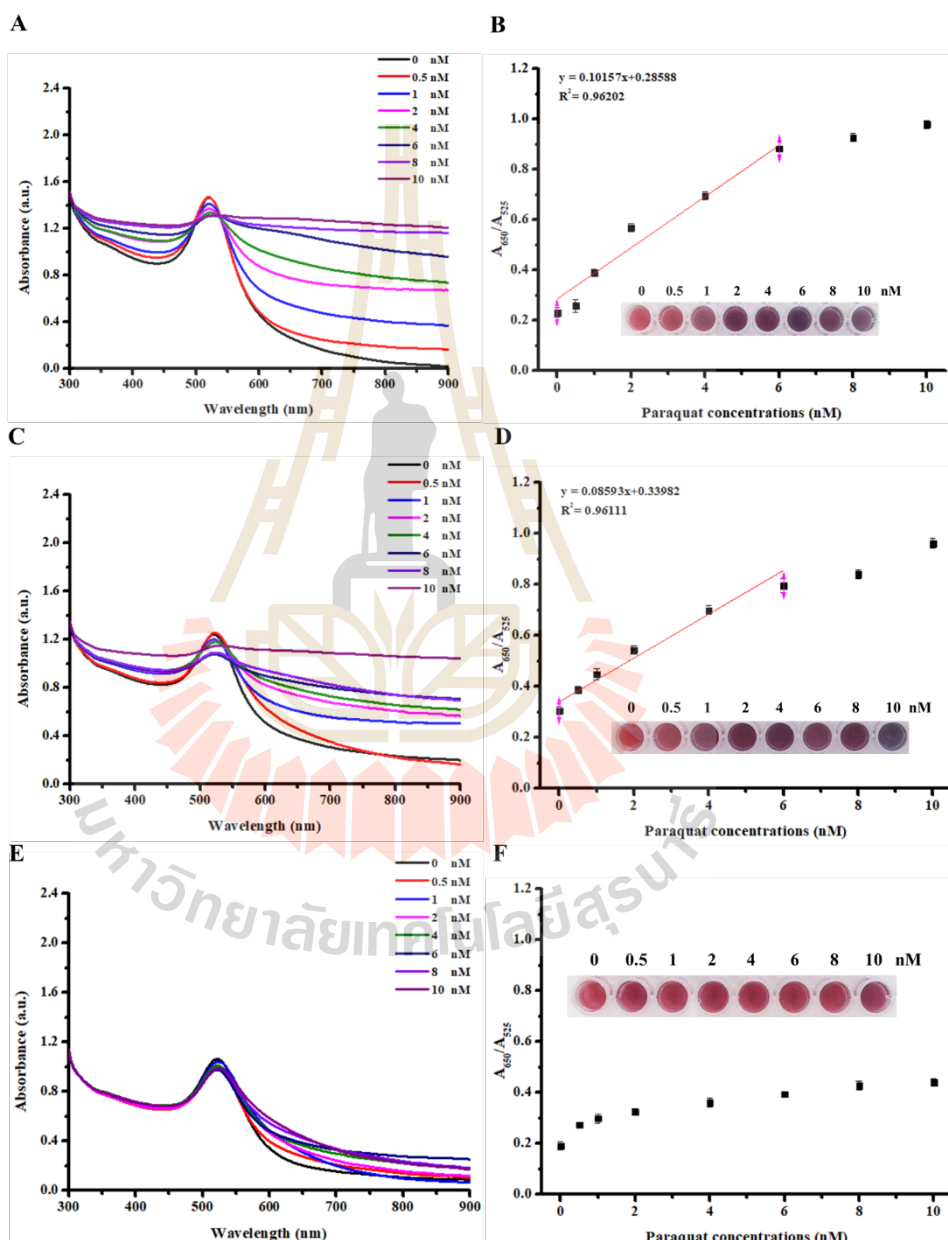 A
0 nM
0.5 nM
1 nM
2 nM
4 nM
6 nM
8 nM
10 nM
2.4
2.0
1.6
1.2
0.8
0.4
0.0
300 400 500 600 700 800 900
Absorbance (a.u.)
Wavelength (nm)
B
y = 0.10157x+0.28588
R²= 0.96202
1.2
1.0
0.8
0.6
0.4
0.2
0.0
A650/A525
0 0.5 1 2 4 6 8 10 nM
0 2 4 6 8 10
Paraquat concentrations (nM)
C
0 nM
0.5 nM
1 nM
2 nM
4 nM
6 nM
8 nM
10 nM
2.4
2.0
1.6
1.2
0.8
0.4
0.0
300 400 500 600 700 800 900
Absorbance (a.u.)
Wavelength (nm)
D
y = 0.08593x+0.33982
R²= 0.96111
1.2
1.0
0.8
0.6
0.4
0.2
0.0
A650/A525
0 0.5 1 2 4 6 8 10 nM
0 2 4 6 8 10
Paraquat concentrations (nM)
E
0 nM
0.5 nM
1 nM
2 nM
4 nM
6 nM
8 nM
10 nM
2.4
2.0
1.6
1.2
0.8
0.4
0.0
300 400 500 600 700 800 900
Absorbance (a.u.)
Wavelength (nm)
F
1.2
1.0
0.8
0.6
0.4
0.2
0.0
A650/A525
0 0.5 1 2 4 6 8 10 nM
0 2 4 6 8 10
Paraquat concentrations (nM)
มหาวิทยาลัยเทคโนโลยีสุรนารี